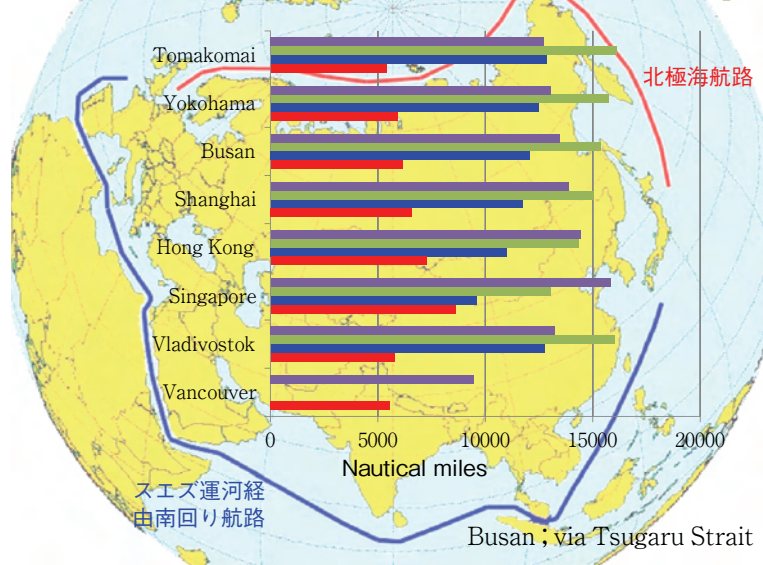 Tomakomai
北極海航路
Yokohama
Busan
Shanghai
Hong Kong
Singapore
Vladivostok
Vancouver
0 5000 10000 15000 20000
Nautical miles
スエズ運河経
由南回り航路
Busan ; via Tsugaru Strait